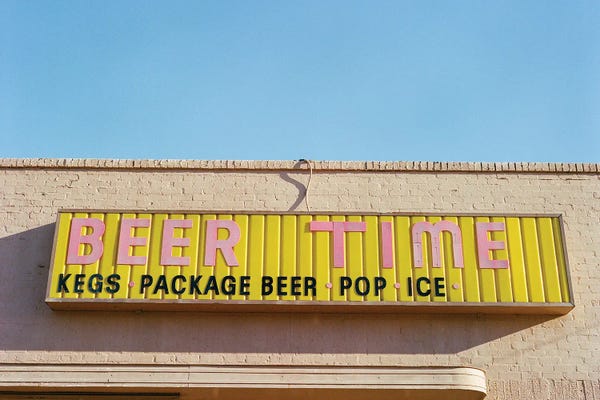 BEER TIME
KEGS · PACKAGE BEER · POP · ICE ·